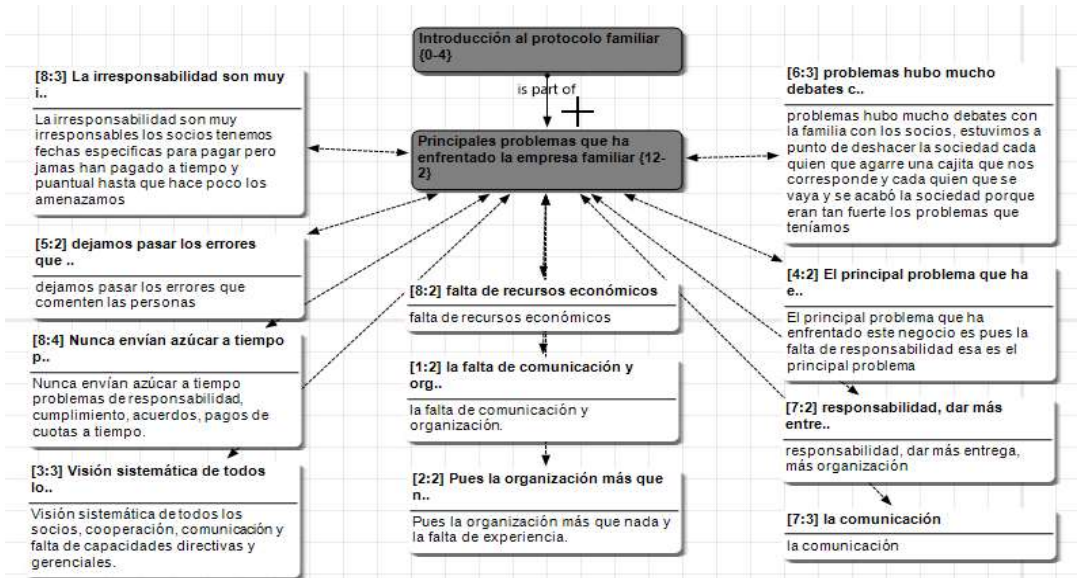 Introducción al protocolo familiar
{0-4}
is part of
Principales problemas que ha
enfrentado la empresa familiar {12-
2}
[8:3] La irresponsabilidad son muy
i..
La irresponsabilidad son muy
irresponsables los socios tenemos
fechas especificas para pagar pero
jamas han pagado a tiempo y
puantual hasta que hace poco los
amenazamos
[5:2] dejamos pasar los errores
que ..
dejamos pasar los errores que
comenten las personas
[8:4] Nunca envían azúcar a tiempo
p..
Nunca envían azúcar a tiempo
problemas de responsabilidad,
cumplimiento, acuerdos, pagos de
cuotas a tiempo.
[3:3] Visión sistemática de todos
lo..
Visión sistemática de todos los
socios, cooperación, comunicación y
falta de capacidades directivas y
gerenciales.
[8:2] falta de recursos económicos
falta de recursos económicos
[1:2] la falta de comunicación y
org..
la falta de comunicación y
organización.
[2:2] Pues la organización más que
n..
Pues la organización más que nada y
la falta de experiencia.
[6:3] problemas hubo mucho
debates c..
problemas hubo mucho debates con
la familia con los socios, estuvimos a
punto de deshacer la sociedad cada
quien que agarre una cajita que nos
corresponde y cada quien que se
vaya y se acabó la sociedad porque
eran tan fuerte los problemas que
teníamos
[4:2] El principal problema que ha
e..
El principal problema que ha
enfrentado este negocio es pues la
falta de responsabilidad esa es el
principal problema
[7:2] responsabilidad, dar más
entre..
responsabilidad, dar más entrega,
más organización
[7:3] la comunicación
la comunicación